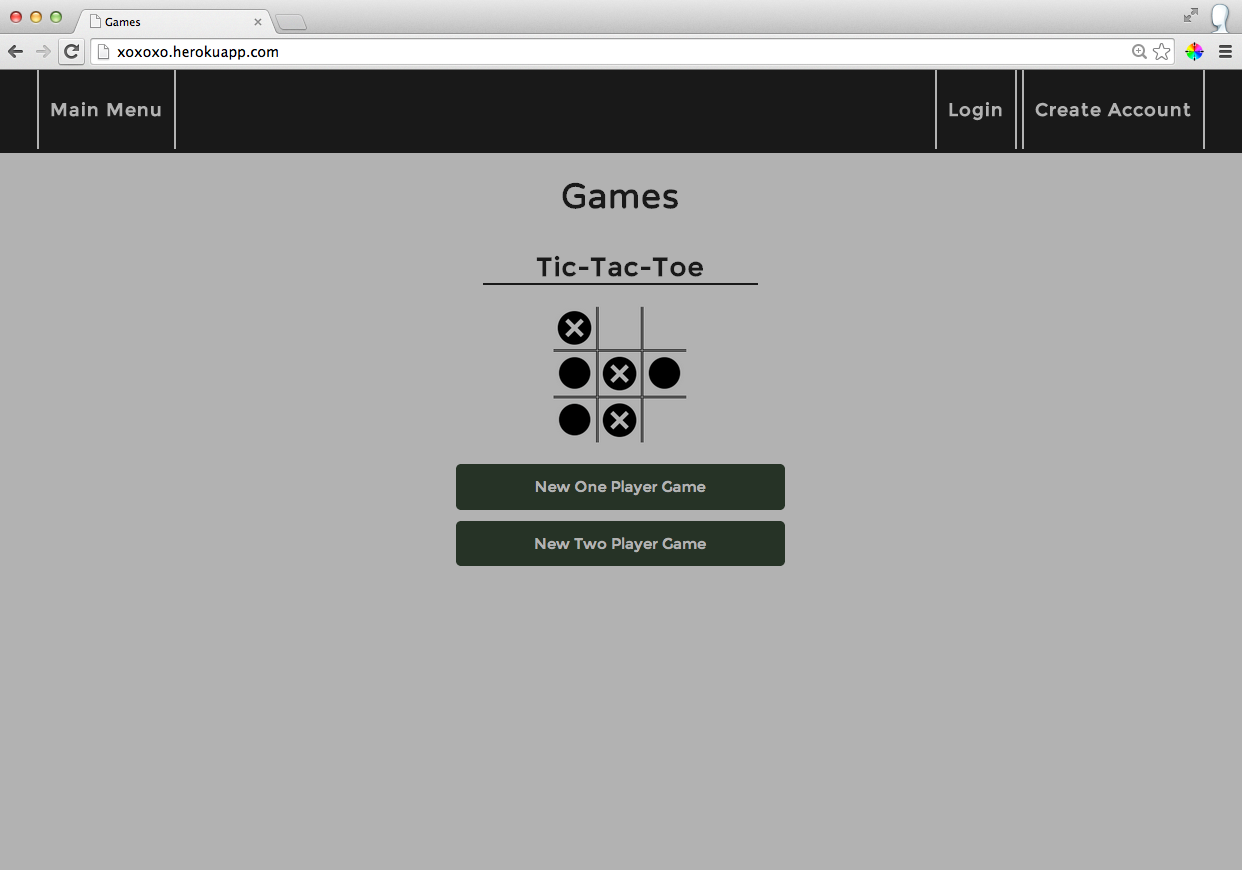 Games
xoxoxo.herokuapp.com
Main Menu
Login
Create Account
Games
Tic-Tac-Toe
New One Player Game
New Two Player Game